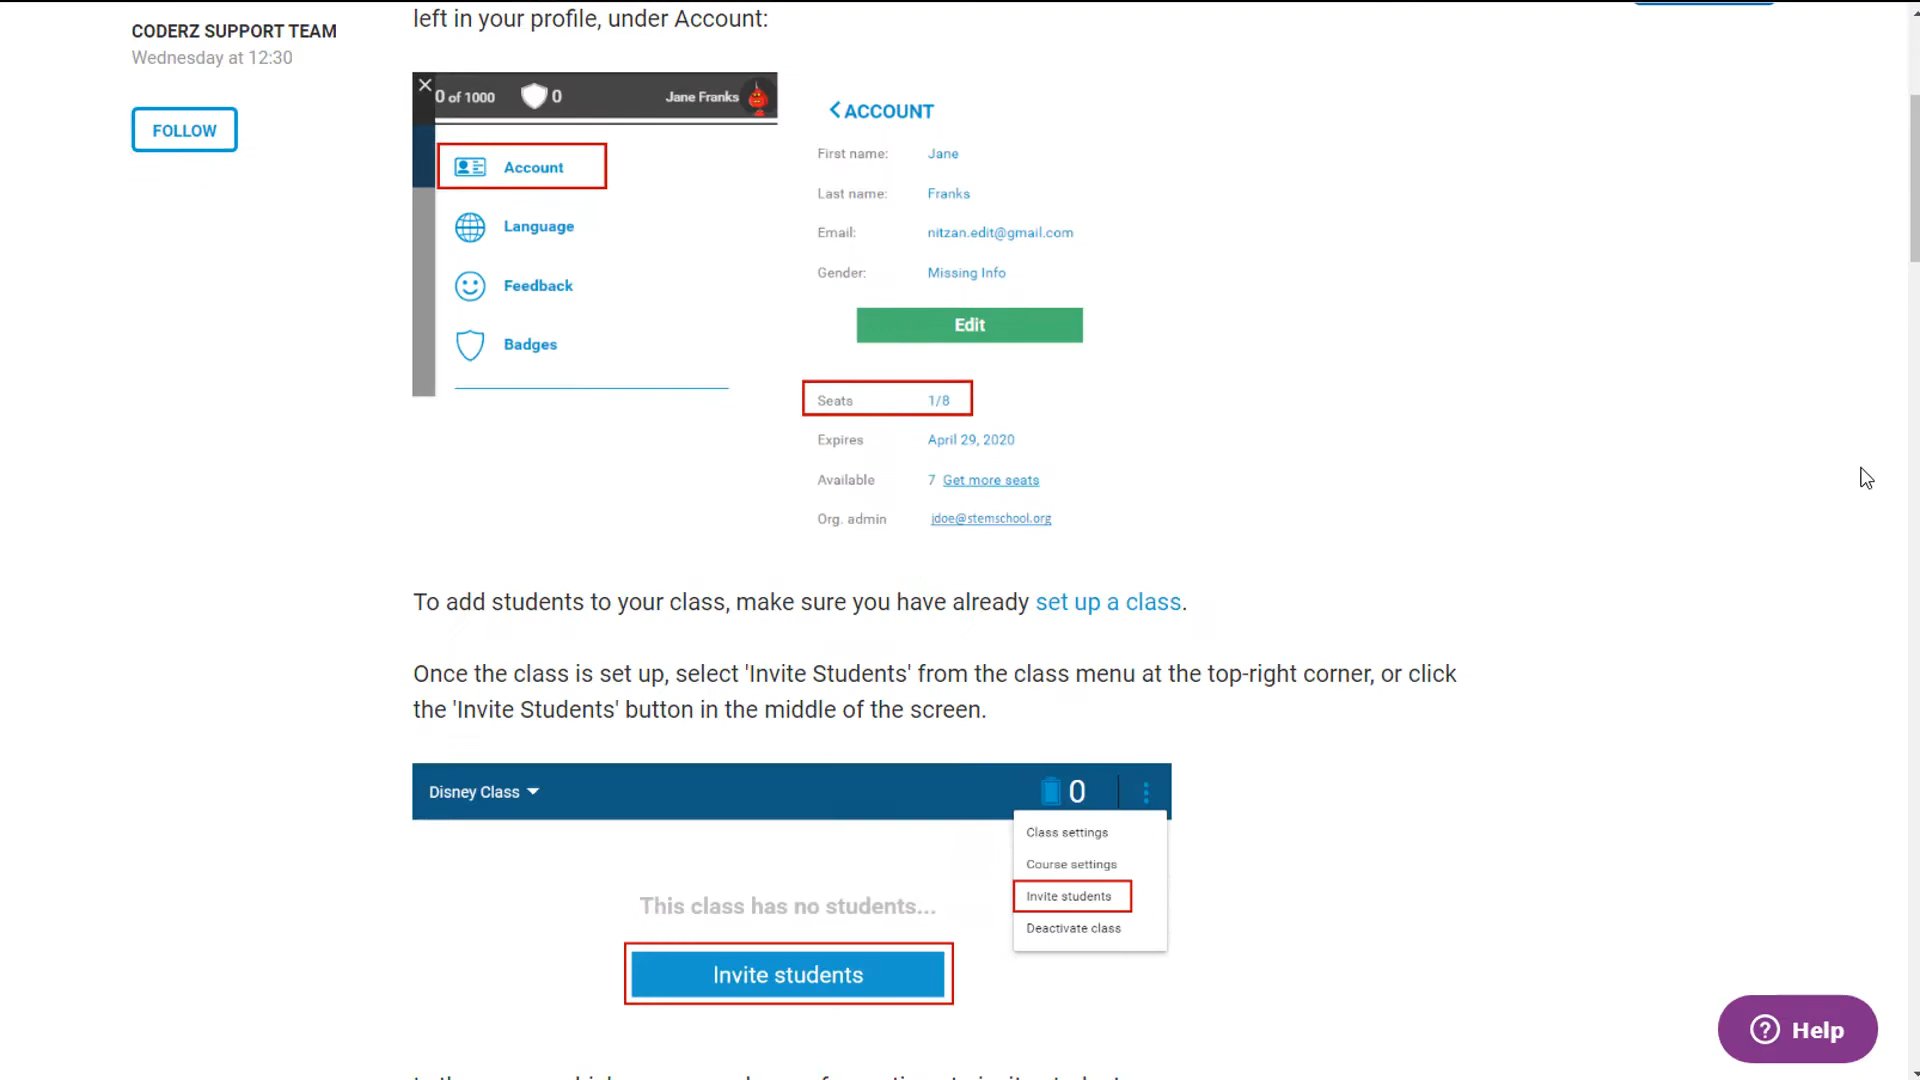 left in your profile, under Account:
CODERZ SUPPORT TEAM
Wednesday at 12:30
FOLLOW
0 of 1000
0
Jane Franks
Account
Language
Feedback
Badges
ACCOUNT
First name: Jane
Last name: Franks
Email: nitzan.edit@gmail.com
Gender: Missing Info
Edit
Seats 1/8
Expires April 29, 2020
Available 7 Get more seats
Org. admin jdoe@stemschool.org
To add students to your class, make sure you have already set up a class.
Once the class is set up, select 'Invite Students' from the class menu at the top-right corner, or click
the 'Invite Students' button in the middle of the screen.
Disney Class
0
Class settings
Course settings
Invite students
Deactivate class
This class has no students...
Invite students
Help